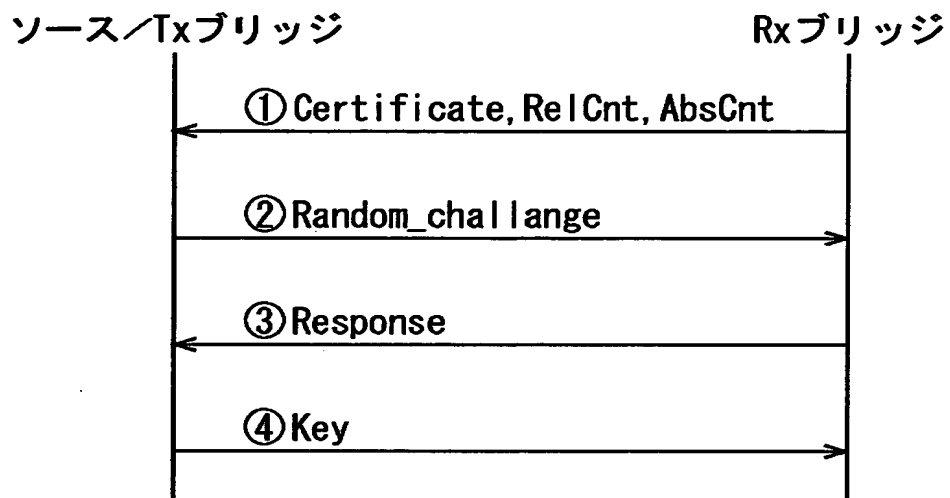 ソース/Txブリッジ
Rxブリッジ
①Certificate,RelCnt,AbsCnt
②Random_challange
③Response
④Key